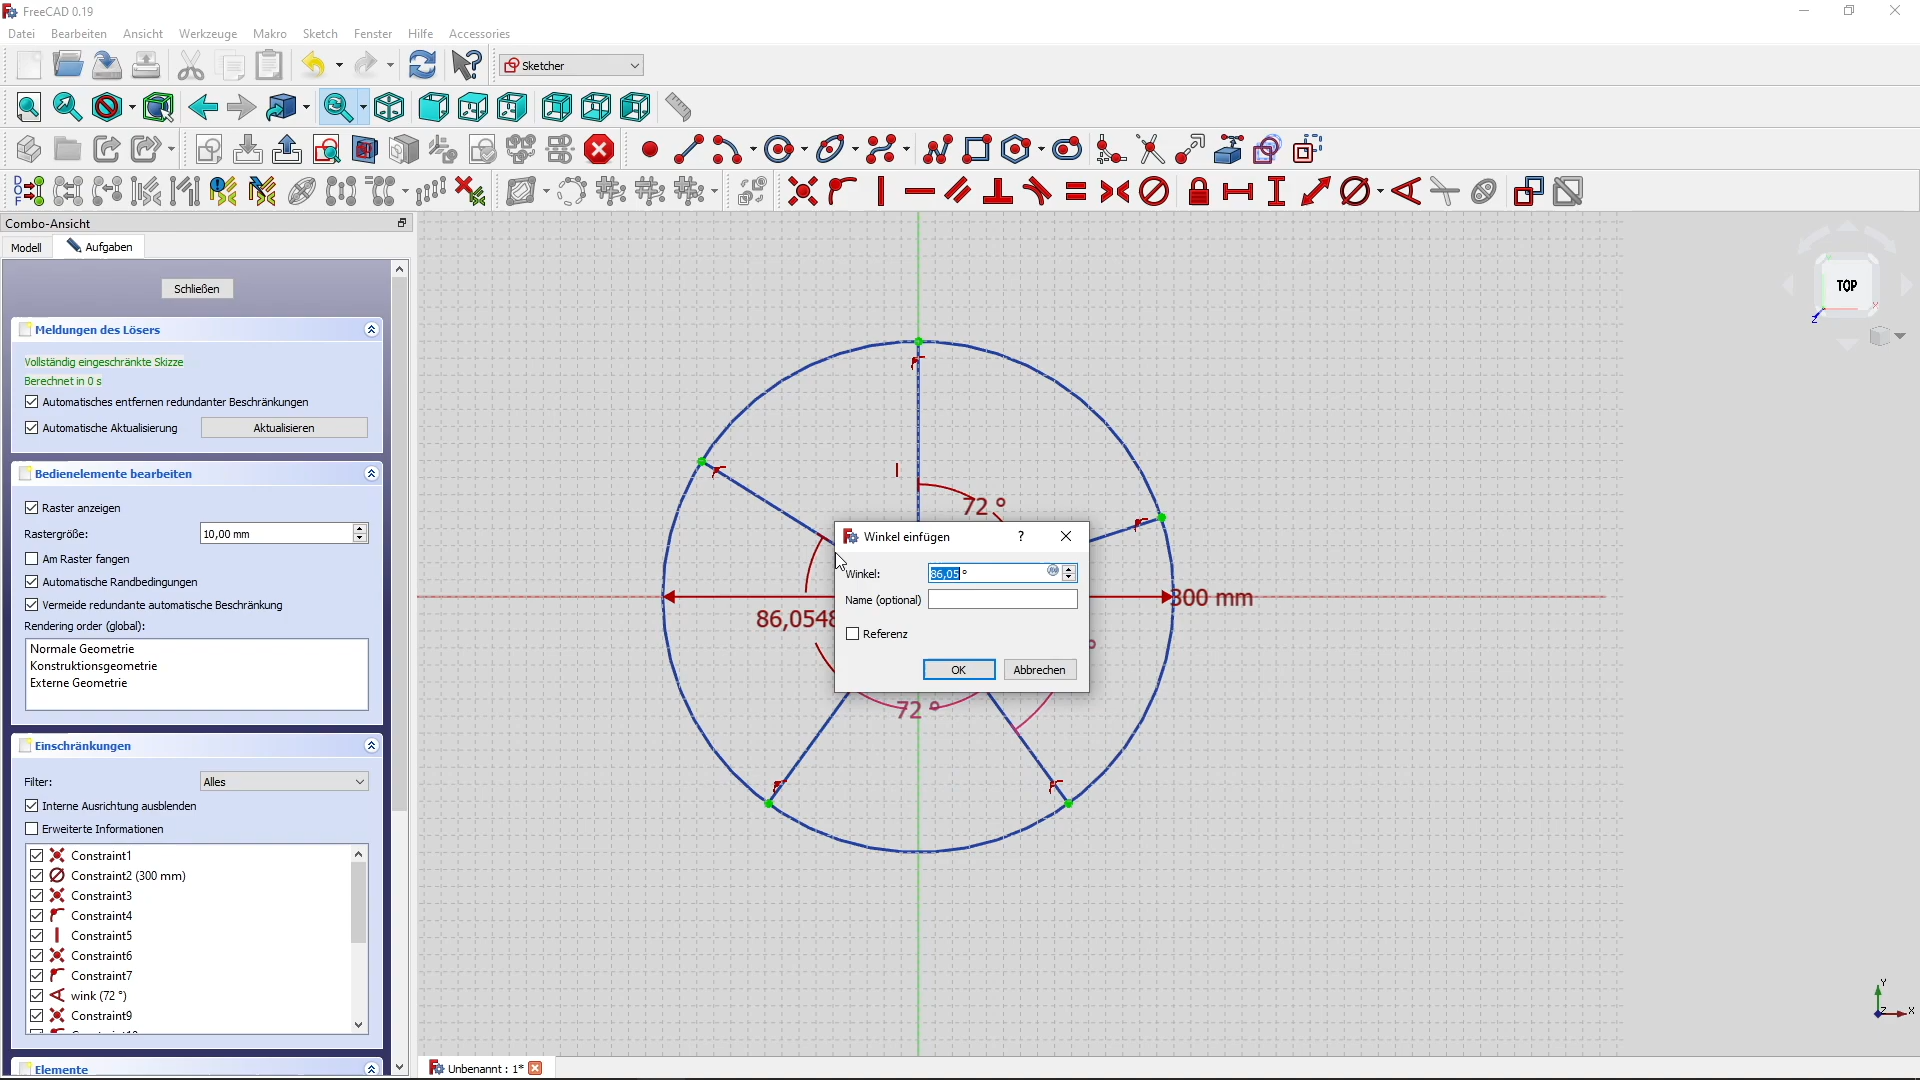 FreeCAD 0.19
Datei Bearbeiten Ansicht Werkzeuge Makro Sketch Fenster Hilfe Accessories
Sketcher
Combo-Ansicht
Modell Aufgaben
Schließen
Meldungen des Lösers
Vollständig eingeschränkte Skizze
Berechnet in 0 s
Automatisches entfernen redundanter Beschränkungen
Automatische Aktualisierung Aktualisieren
Bedienelemente bearbeiten
Raster anzeigen
Rastergröße: 10,00 mm
Am Raster fangen
Automatische Randbedingungen
Vermeide redundante automatische Beschränkung
Rendering order (global):
Normale Geometrie
Konstruktionsgeometrie
Externe Geometrie
Einschränkungen
Filter: Alles
Interne Ausrichtung ausblenden
Erweiterte Informationen
Constraint1
Constraint2 (300 mm)
Constraint3
Constraint4
Constraint5
Constraint6
Constraint7
wink (72 °)
Constraint9
Elemente
72 °
Winkel einfügen ?
Winkel: 86,05 °
Name (optional)
Referenz
OK Abbrechen
300 mm
86,0548
°
72 °
TOP
Z
X
Y
Z
X
Unbenannt : 1*